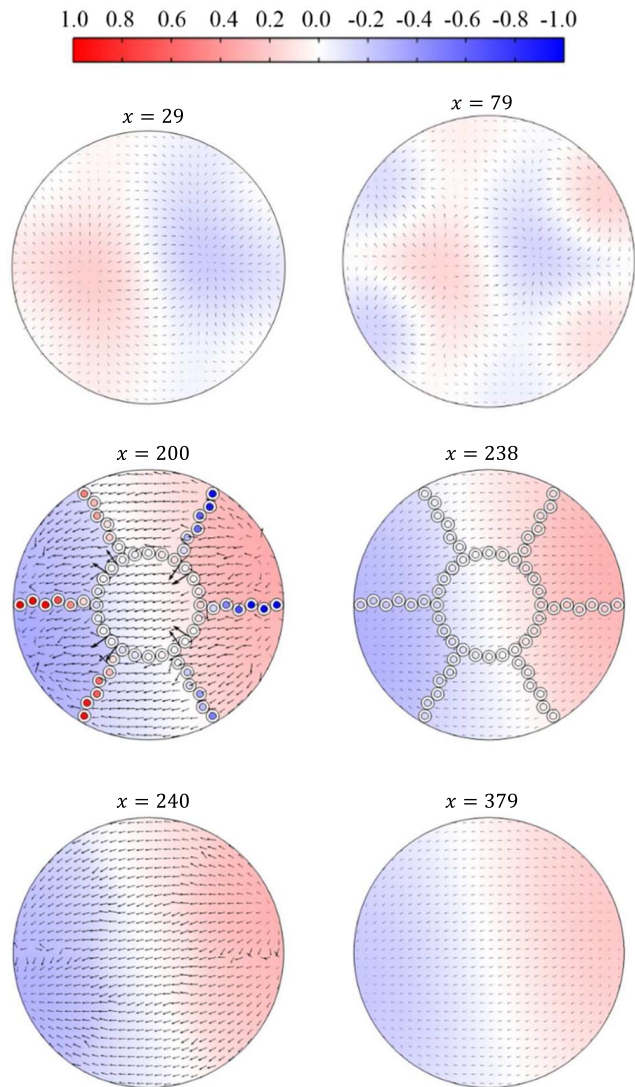 1.0 0.8 0.6 0.4 0.2 0.0 -0.2 -0.4 -0.6 -0.8 -1.0
x = 29
x = 79
x = 200
x = 238
x = 240
x = 379